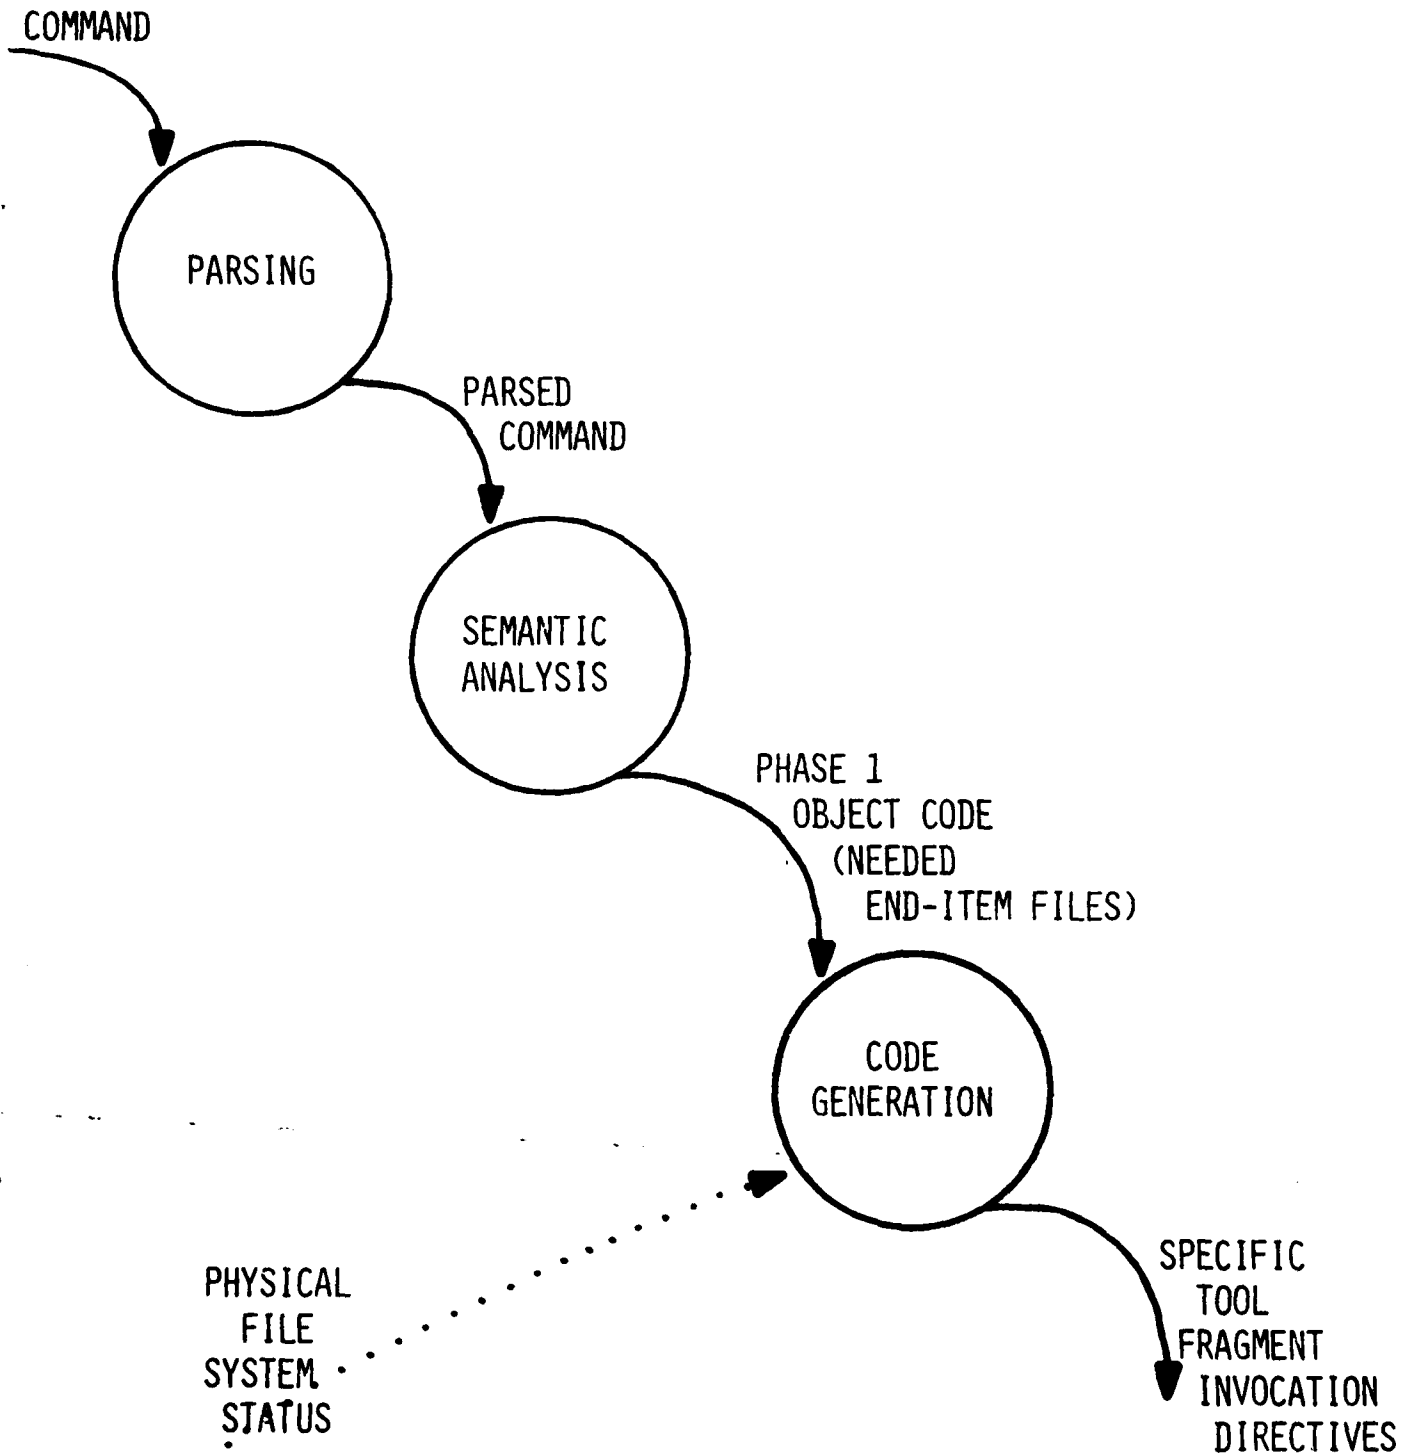 COMMAND
PARSING
PARSED
COMMAND
SEMANTIC
ANALYSIS
PHASE 1
OBJECT CODE
(NEEDED
END-ITEM FILES)
CODE
GENERATION
PHYSICAL
FILE
SYSTEM
STATUS
SPECIFIC
TOOL
FRAGMENT
INVOCATION
DIRECTIVES